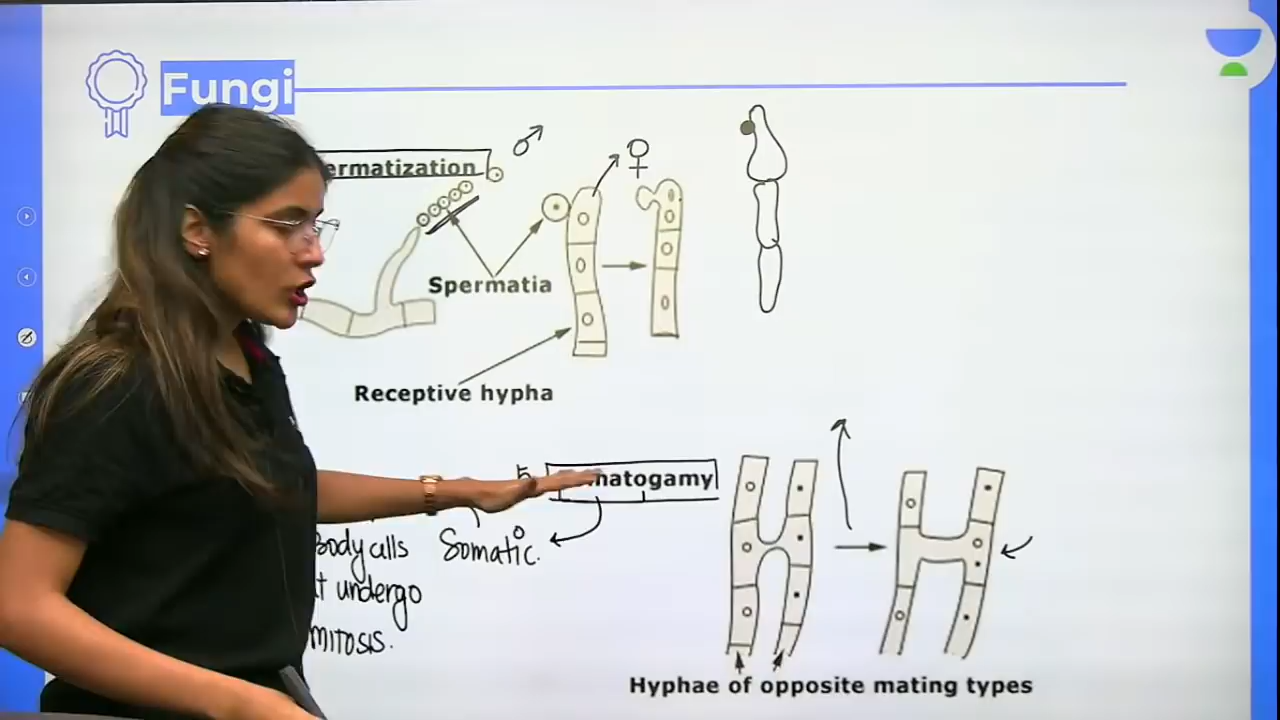 Fungi
ermatization
♂
♀
Spermatia
Receptive hypha
5
matogamy
Body cells Somatic.
t undergo
mitosis.
Hyphae of opposite mating types